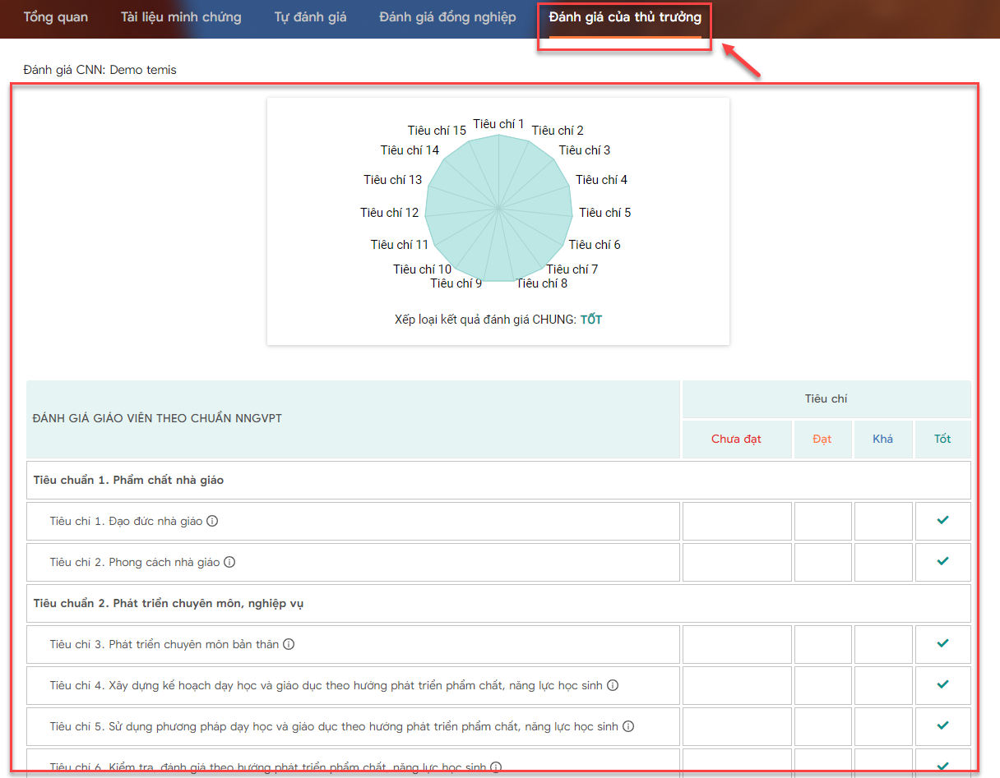 Tổng quan Tài liệu minh chứng Tự đánh giá Đánh giá đồng nghiệp Đánh giá của thủ trưởng
Đánh giá CNN: Demo temis
Tiêu chí 1
Tiêu chí 2
Tiêu chí 3
Tiêu chí 4
Tiêu chí 5
Tiêu chí 6
Tiêu chí 7
Tiêu chí 8
Tiêu chí 9
Tiêu chí 10
Tiêu chí 11
Tiêu chí 12
Tiêu chí 13
Tiêu chí 14
Tiêu chí 15
Xếp loại kết quả đánh giá CHUNG: TỐT
ĐÁNH GIÁ GIÁO VIÊN THEO CHUẨN NNGVPT
Tiêu chí
Chưa đạt Đạt Khá Tốt
Tiêu chuẩn 1. Phẩm chất nhà giáo
Tiêu chí 1. Đạo đức nhà giáo
Tiêu chí 2. Phong cách nhà giáo
Tiêu chuẩn 2. Phát triển chuyên môn, nghiệp vụ
Tiêu chí 3. Phát triển chuyên môn bản thân
Tiêu chí 4. Xây dựng kế hoạch dạy học và giáo dục theo hướng phát triển phẩm chất, năng lực học sinh
Tiêu chí 5. Sử dụng phương pháp dạy học và giáo dục theo hướng phát triển phẩm chất, năng lực học sinh
Tiêu chí 6. Kiểm tra, đánh giá theo hướng phát triển phẩm chất, năng lực học sinh